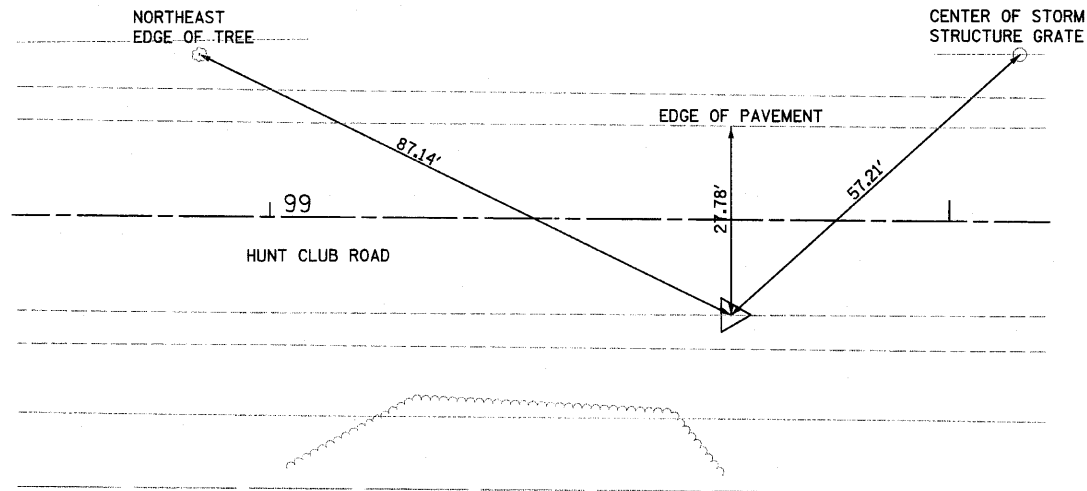 NORTHEAST
EDGE OF TREE
CENTER OF STORM
STRUCTURE GRATE
EDGE OF PAVEMENT
87.14'
57.21'
27.78'
99
HUNT CLUB ROAD